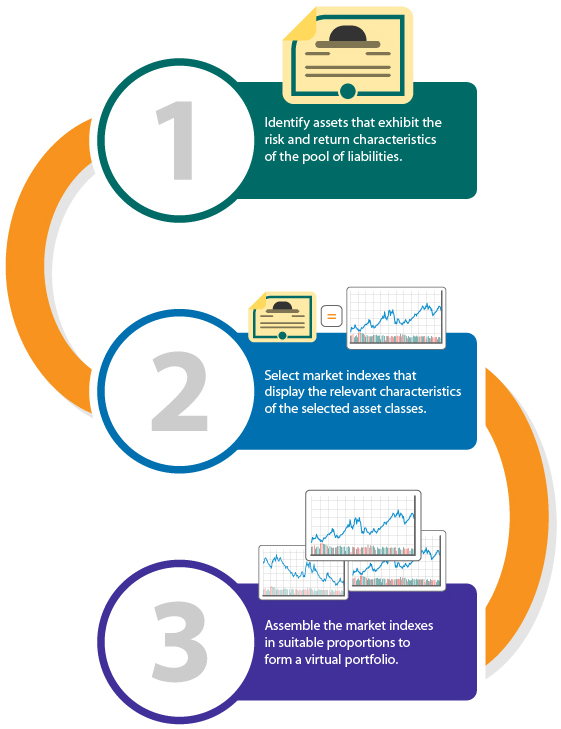 1
Identify assets that exhibit the
risk and return characteristics
of the pool of liabilities.
=
2
Select market indexes that
display the relevant characteristics
of the selected asset classes.
3
Assemble the market indexes
in suitable proportions to
form a virtual portfolio.